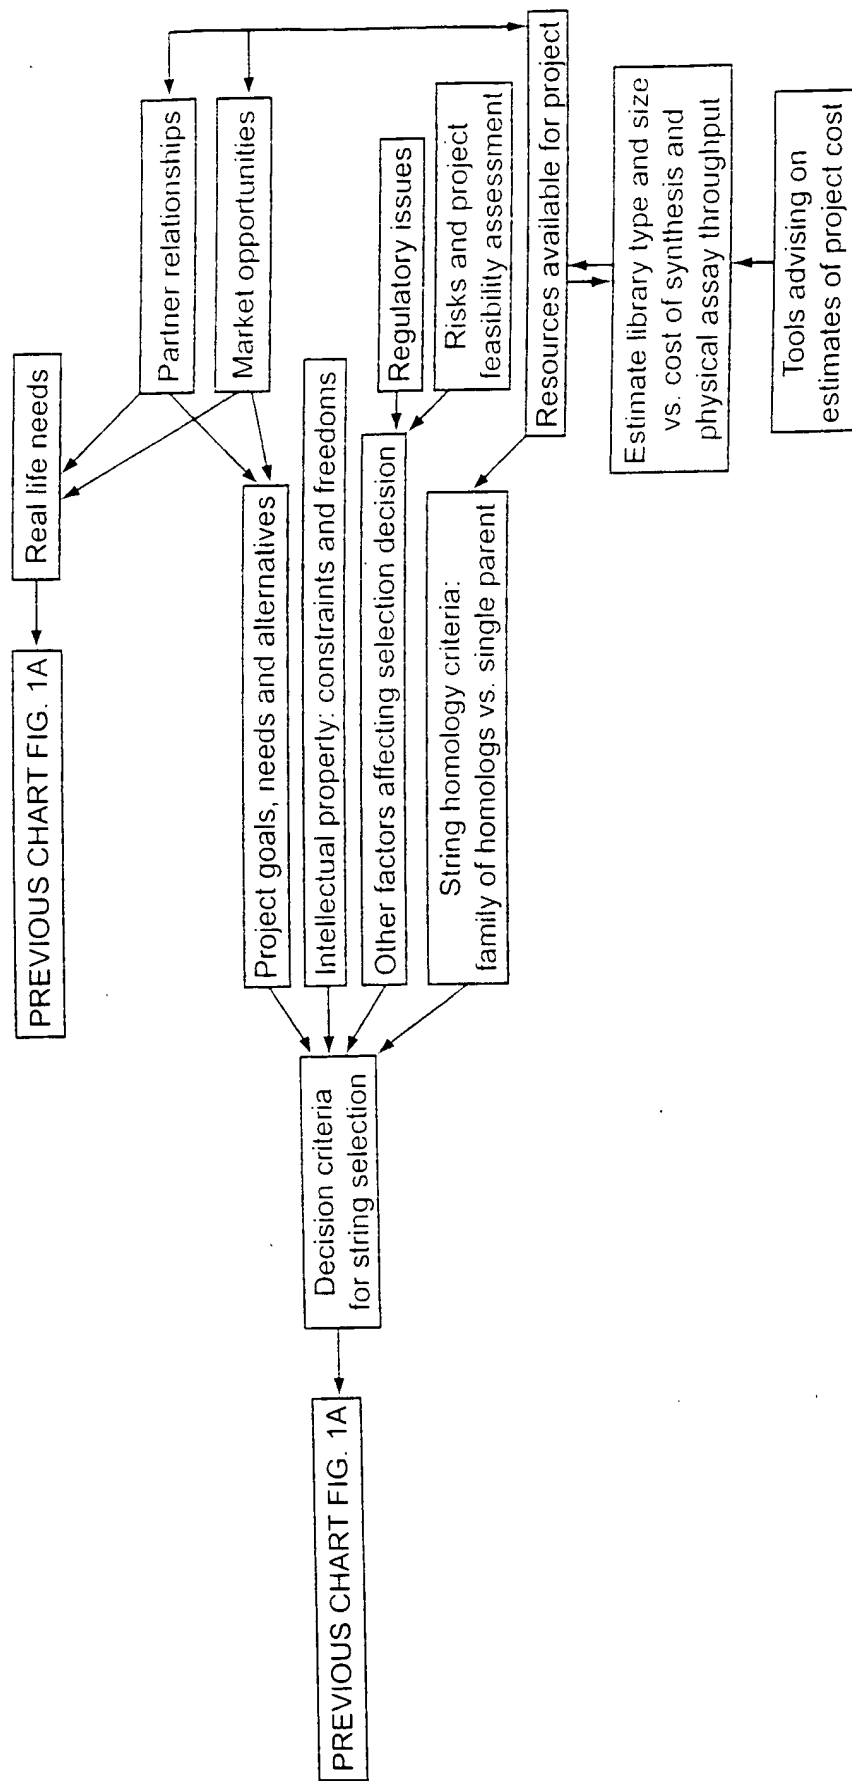 PREVIOUS CHART FIG. 1A
Real life needs
Partner relationships
Market opportunities
Project goals, needs and alternatives
Intellectual property: constraints and freedoms
Regulatory issues
Other factors affecting selection decision
Risks and project
feasibility assessment
String homology criteria:
family of homologs vs. single parent
Resources available for project
Decision criteria
for string selection
PREVIOUS CHART FIG. 1A
Estimate library type and size
vs. cost of synthesis and
physical assay throughput
Tools advising on
estimates of project cost